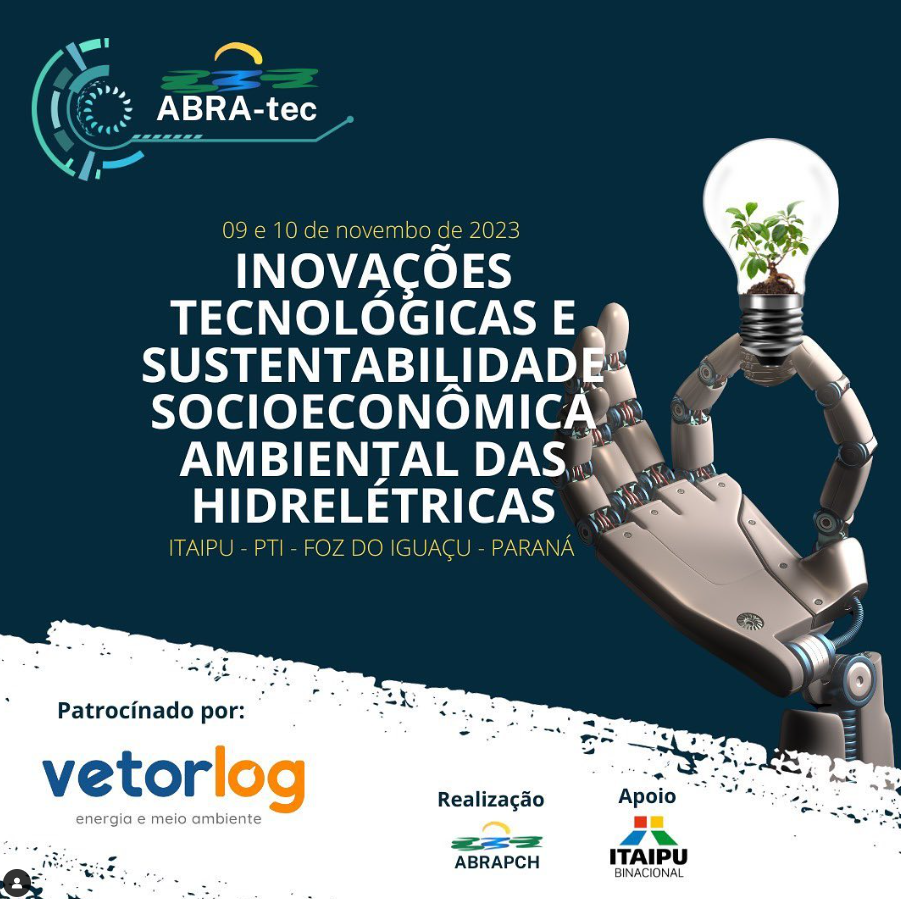 ABRA-tec
09 e 10 de novembo de 2023
INOVAÇÕES
TECNOLÓGICAS E
SUSTENTABILIDADE
SOCIOECONÔMICA
AMBIENTAL DAS
HIDRELÉTRICAS
ITAIPU - PTI - FOZ DO IGUAÇU - PARANÁ
Patrocínado por:
vetorlog
energia e meio ambiente
Realização
ABRAPCH
Apoio
ITAIPU
BINACIONAL